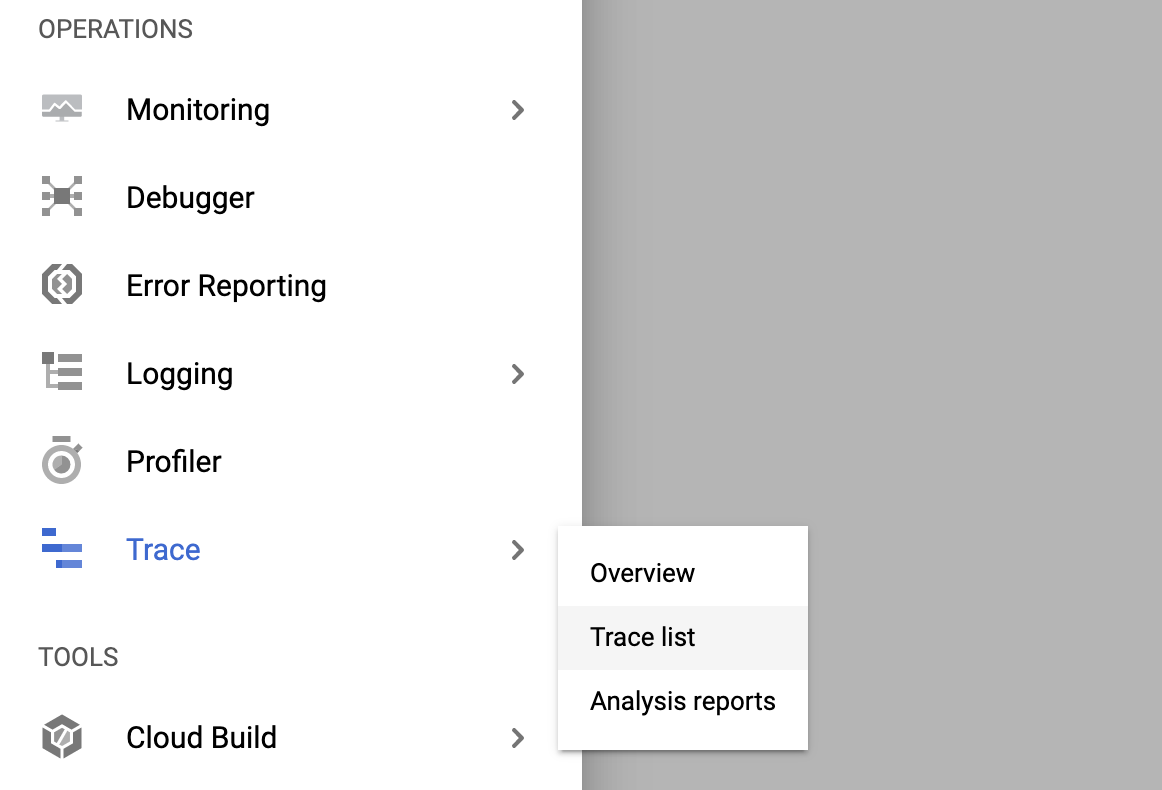 OPERATIONS
Monitoring
Debugger
Error Reporting
Logging
Profiler
Trace
Overview
Trace list
Analysis reports
TOOLS
Cloud Build